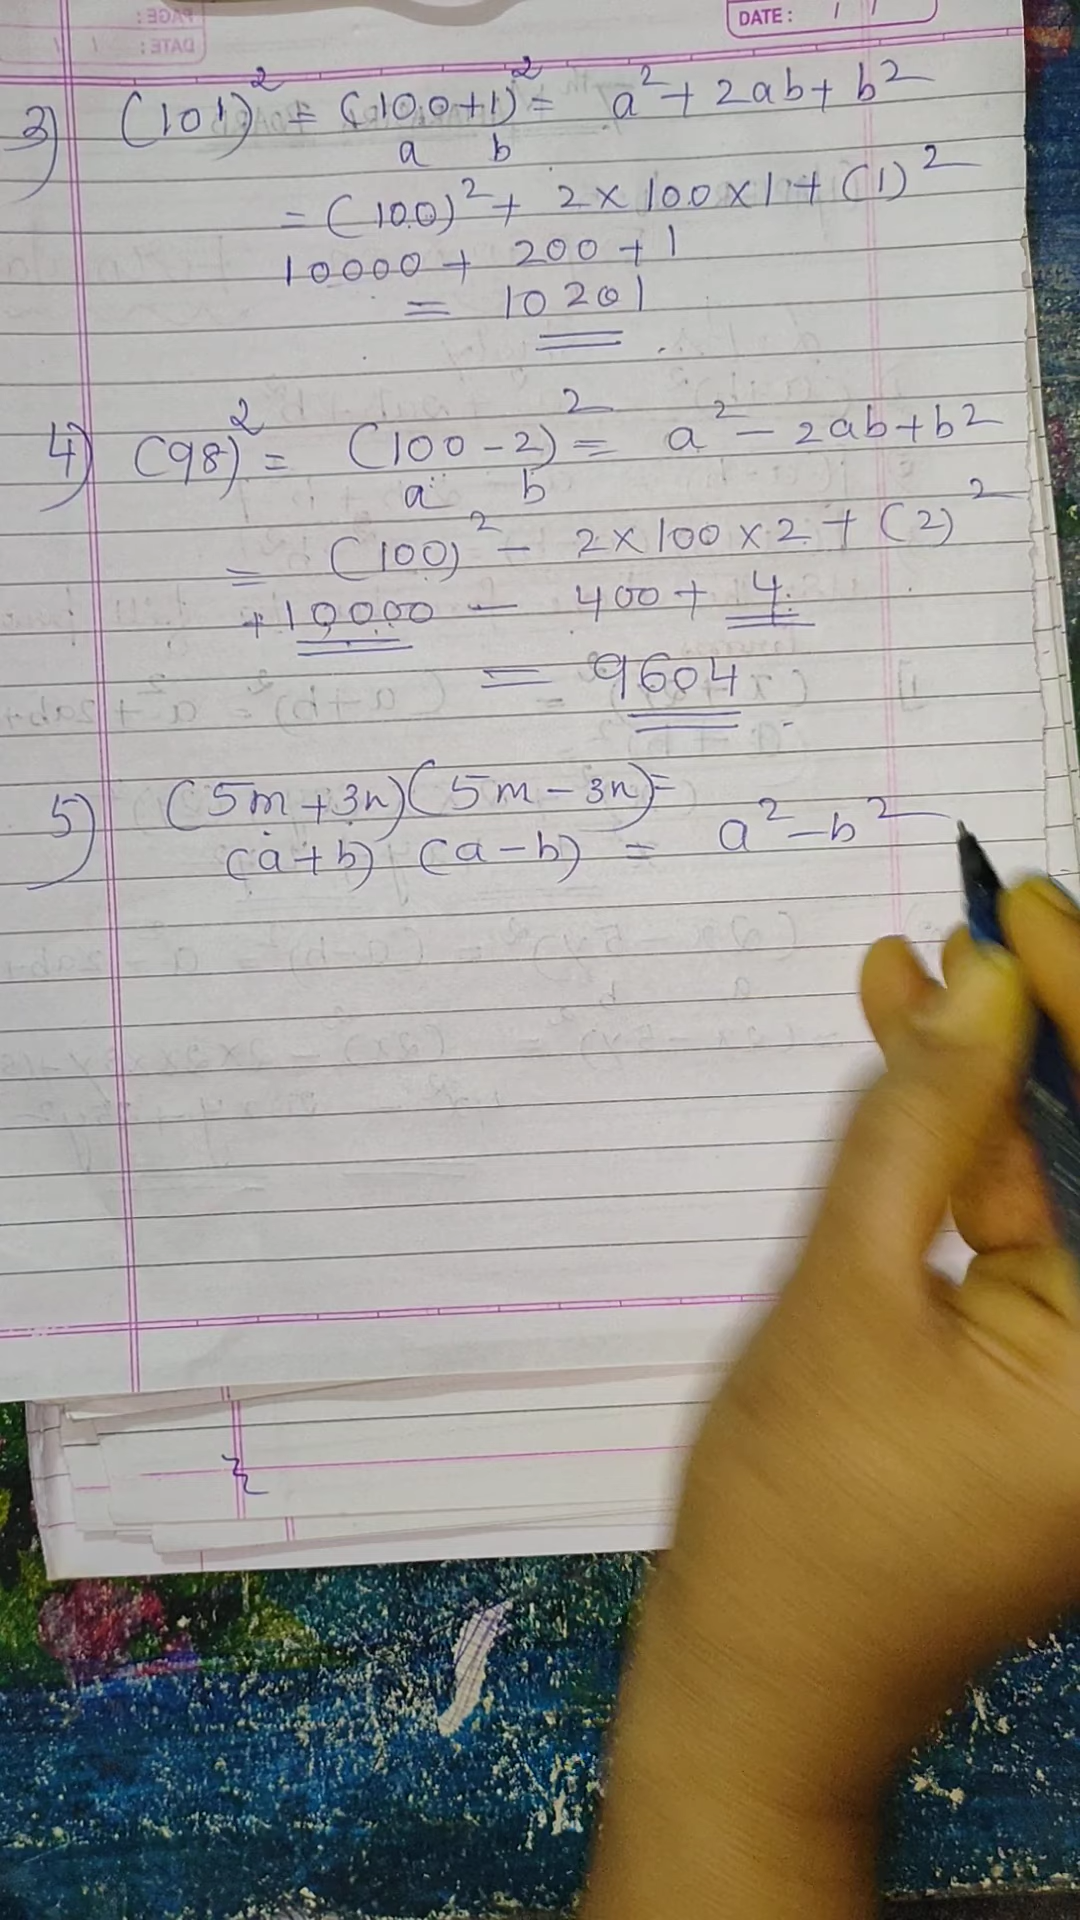 DATE: / /
3) (101)² = (100+1)² = a²+2ab+b²
a b
= (100)² + 2×100×1+(1)²
10000 + 200 + 1
= 10201
4) (98)² = (100-2)² = a² - 2ab+b²
a b
= (100)² - 2×100×2 + (2)²
+10000 - 400 + 4
= 9604
5) (5m+3n)(5m-3n)=
(a+b) (a-b) = a²-b²